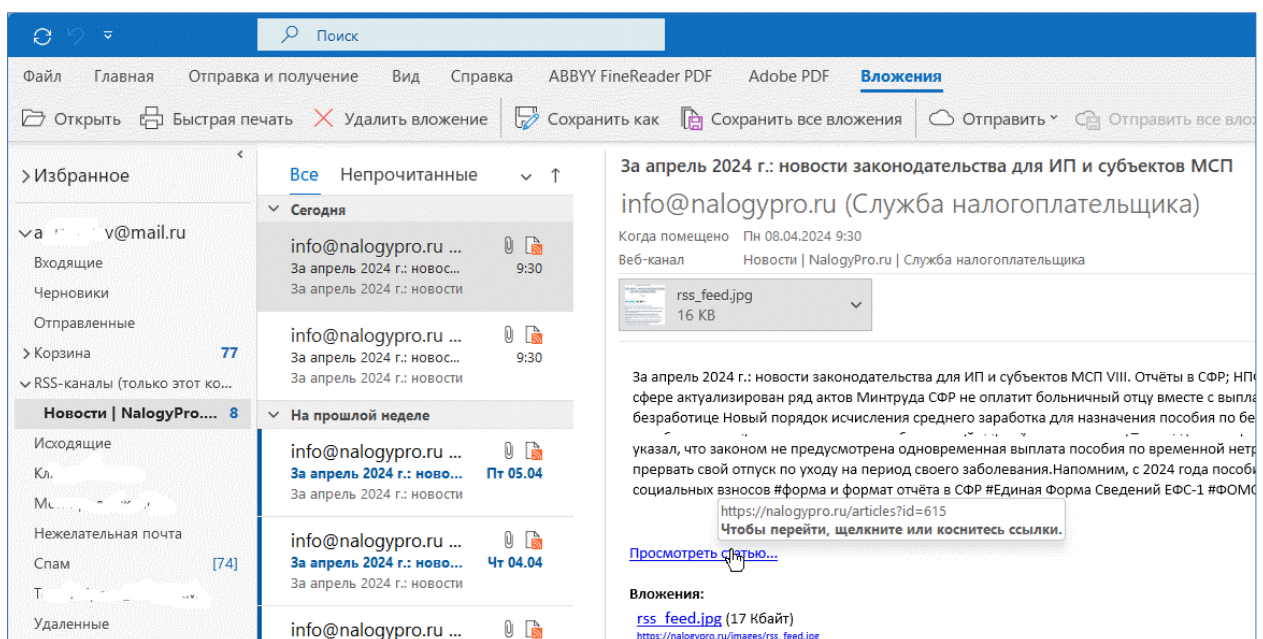 Поиск
Файл Главная Отправка и получение Вид Справка ABBYY FineReader PDF Adobe PDF Вложения
Открыть Быстрая печать Удалить вложение Сохранить как Сохранить все вложения Отправить Отправить все
Избранное
v@mail.ru
Входящие
Черновики
Отправленные
Корзина 77
RSS-каналы (только этот ко...
Новости | NalogyPro.... 8
Исходящие
Нежелательная почта
Спам [74]
Удаленные
Все Непрочитанные
Сегодня
info@nalogypro.ru ...
За апрель 2024 г.: новос... 9:30
За апрель 2024 г.: новости
info@nalogypro.ru ...
За апрель 2024 г.: новос... 9:30
За апрель 2024 г.: новости
На прошлой неделе
info@nalogypro.ru ...
За апрель 2024 г.: ново... Пт 05.04
За апрель 2024 г.: новости
info@nalogypro.ru ...
За апрель 2024 г.: ново... Чт 04.04
За апрель 2024 г.: новости
info@nalogypro.ru ...
За апрель 2024 г.: новости законодательства для ИП и субъектов МСП
info@nalogypro.ru (Служба налогоплательщика)
Когда помещено Пн 08.04.2024 9:30
Веб-канал Новости | NalogyPro.ru | Служба налогоплательщика
rss_feed.jpg
16 KB
За апрель 2024 г.: новости законодательства для ИП и субъектов МСП VIII. Отчёты в СФР;
сфере актуализирован ряд актов Минтруда СФР не оплатит больничный отцу вместе с
безработице Новый порядок исчисления среднего заработка для назначения пособия по
указал, что законом не предусмотрена одновременная выплата пособия по временной
прервать свой отпуск по уходу на период своего заболевания.Напомним, с 2024 года
социальных взносов #форма и формат отчёта в СФР #Единая Форма Сведений ЕФС-1
https://nalogypro.ru/articles?id=615
Чтобы перейти, щелкните или коснитесь ссылки.
Просмотреть статью...
Вложения:
rss_feed.jpg (17 Кбайт)
https://nalogypro.ru/images/rss_feed.jpg